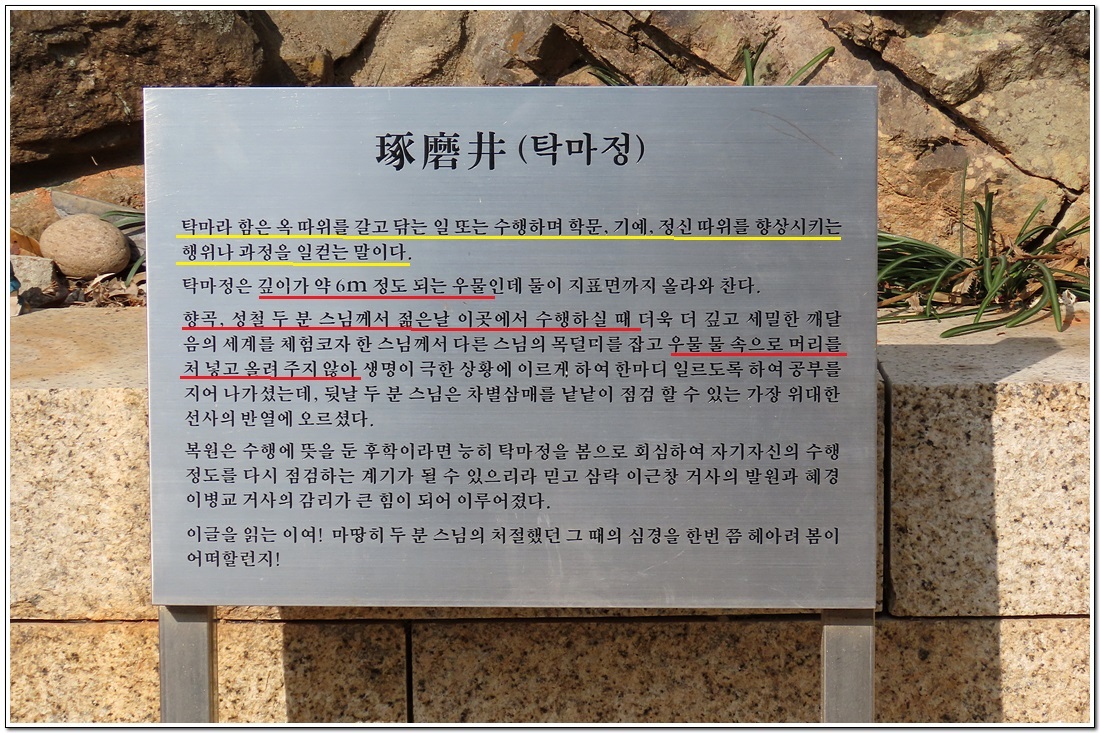 琢磨井 (탁마정)
탁마라 함은 옥 따위를 갈고 닦는 일 또는 수행하며 학문, 기예, 정신 따위를 향상시키는
행위나 과정을 일컫는 말이다.
탁마정은 깊이가 약 6m 정도 되는 우물인데 물이 지표면까지 올라와 찬다.
향곡, 성철 두 분 스님께서 젊은날 이곳에서 수행하실 때 더욱 더 깊고 세밀한 깨달
음의 세계를 체험코자 한 스님께서 다른 스님의 목덜미를 잡고 우물 물 속으로 머리를
처 넣고 올려 주지 않아 생명이 극한 상황에 이르게 하여 한마디 일르도록 하여 공부를
지어 나가셨는데, 뒷날 두 분 스님은 차별삼매를 낱낱이 점검 할 수 있는 가장 위대한
선사의 반열에 오르셨다.
복원은 수행에 뜻을 둔 후학이라면 능히 탁마정을 봄으로 회심하여 자기자신의 수행
정도를 다시 점검하는 계기가 될 수 있으리라 믿고 삼락 이근창 거사의 발원과 혜경
이병교 거사의 감리가 큰 힘이 되어 이루어졌다.
이글을 읽는 이여! 마땅히 두 분 스님의 처절했던 그 때의 심경을 한번 쯤 헤아려 봄이
어떠할런지!